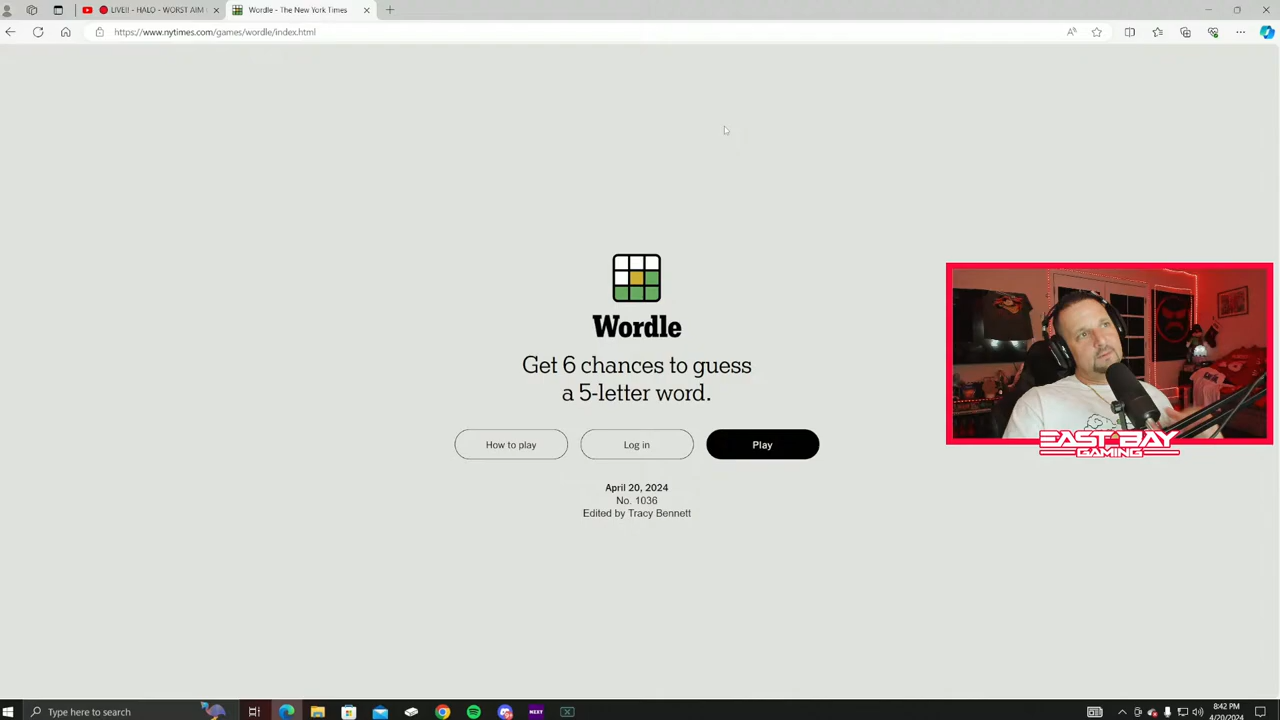 LIVE!! - HALO - WORST AIM
Wordle - The New York Times
https://www.nytimes.com/games/wordle/index.html
Wordle
Get 6 chances to guess
a 5-letter word.
How to play
Log in
Play
April 20, 2024
No. 1036
Edited by Tracy Bennett
EAST BAY
GAMING
Type here to search
NEXT
8:42 PM
4/20/2024